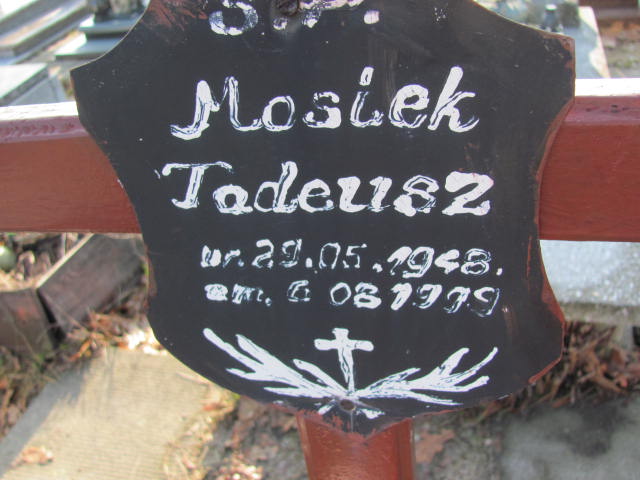 Ś.P.
Mosiek
Tadeusz
ur. 29.05.1948.
zm. 6 08 1999